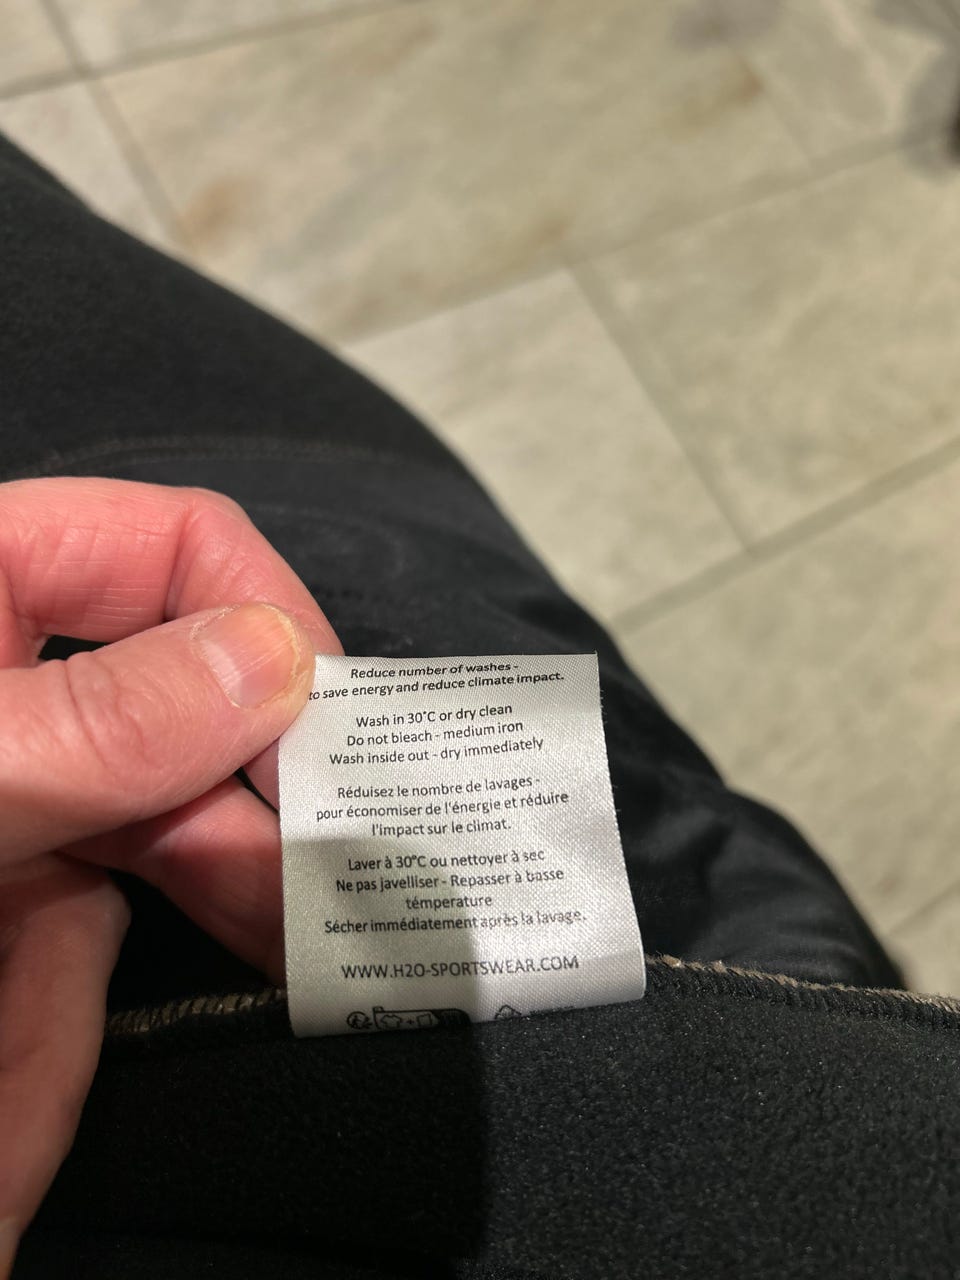 Reduce number of washes -
to save energy and reduce climate impact.
Wash in 30°C or dry clean
Do not bleach - medium iron
Wash inside out - dry immediately
Réduisez le nombre de lavages -
pour économiser de l'énergie et réduire
l'impact sur le climat.
Laver à 30°C ou nettoyer à sec
Ne pas javelliser - Repasser à basse
témperature
Sécher immédiatement après la lavage.
WWW.H2O-SPORTSWEAR.COM